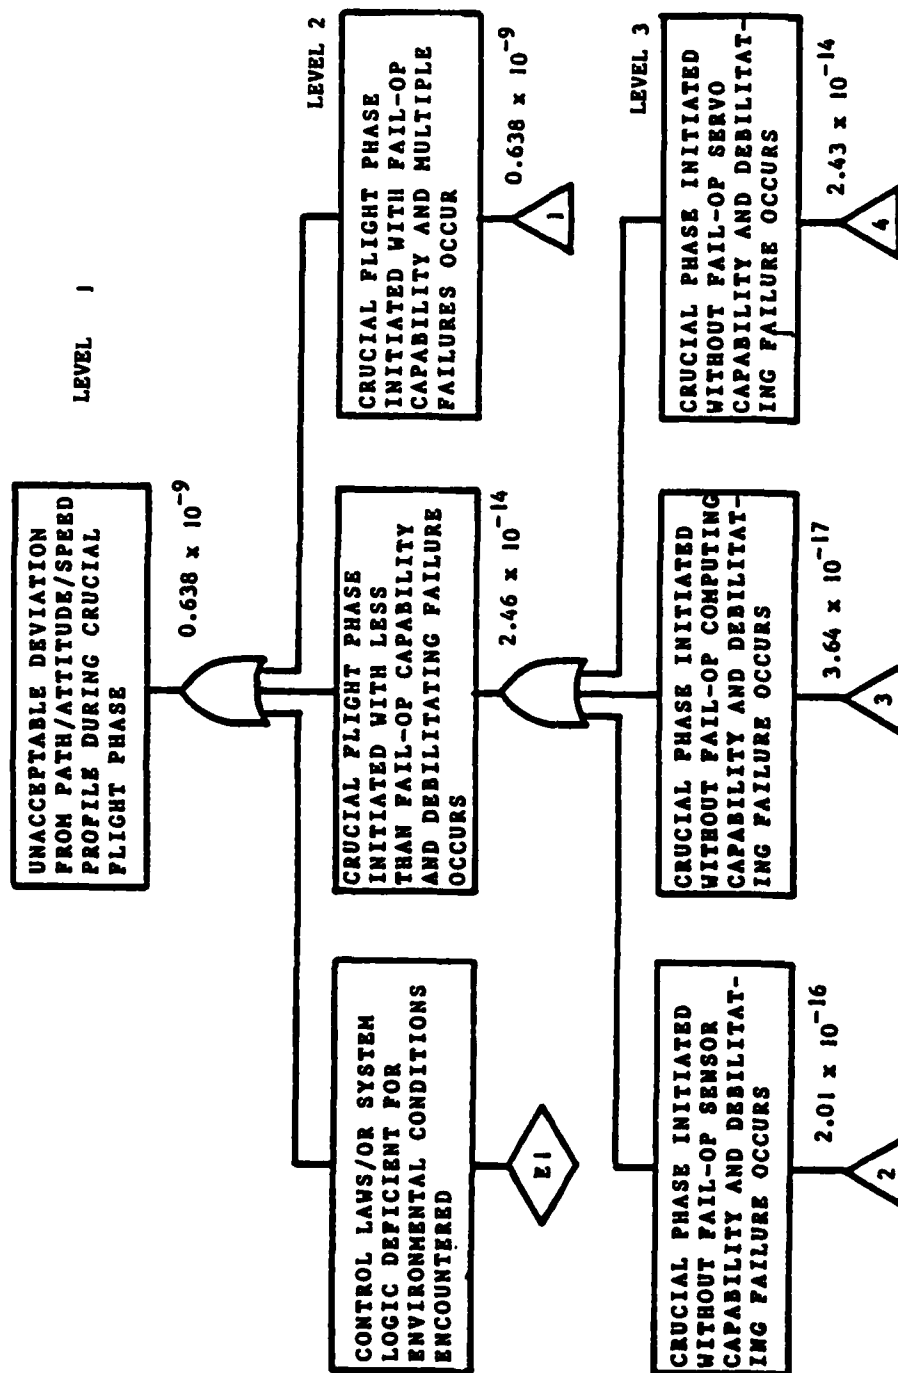 UNACCEPTABLE DEVIATION
FROM PATH/ATTITUDE/SPEED
PROFILE DURING CRUCIAL
FLIGHT PHASE
LEVEL 1
0.638 x 10⁻⁹
CONTROL LAWS/OR SYSTEM
LOGIC DEFICIENT FOR
ENVIRONMENTAL CONDITIONS
ENCOUNTERED
E1
CRUCIAL FLIGHT PHASE
INITIATED WITH LESS
THAN FAIL-OP CAPABILITY
AND DEBILITATING FAILURE
OCCURS
2.46 x 10⁻¹⁴
LEVEL 2
CRUCIAL FLIGHT PHASE
INITIATED WITH FAIL-OP
CAPABILITY AND MULTIPLE
FAILURES OCCUR
0.638 x 10⁻⁹
1
CRUCIAL PHASE INITIATED
WITHOUT FAIL-OP SENSOR
CAPABILITY AND DEBILITAT-
ING FAILURE OCCURS
2.01 x 10⁻¹⁶
2
CRUCIAL PHASE INITIATED
WITHOUT FAIL-OP COMPUTING
CAPABILITY AND DEBILITAT-
ING FAILURE OCCURS
3.64 x 10⁻¹⁷
3
LEVEL 3
CRUCIAL PHASE INITIATED
WITHOUT FAIL-OP SERVO
CAPABILITY AND DEBILITAT-
ING FAILURE OCCURS
2.43 x 10⁻¹⁴
4